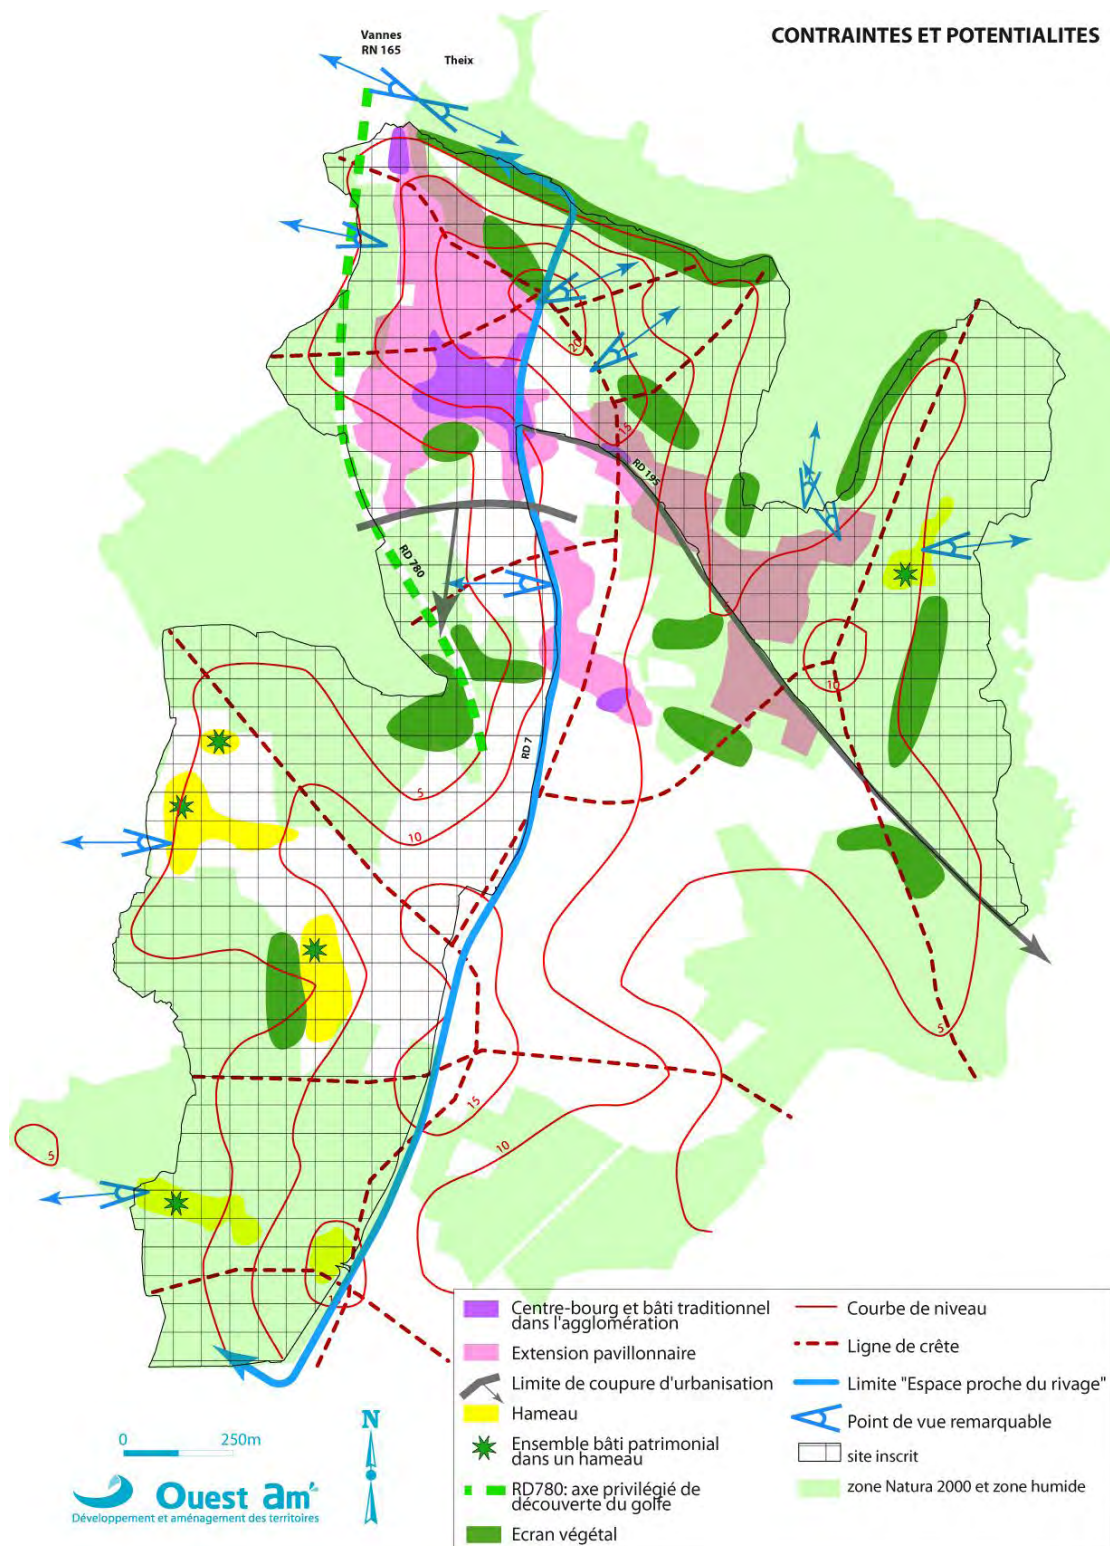 CONTRAINTES ET POTENTIALITES
Vannes
RN 165
Theix
20
15
RD 195
RD 780
10
RD 7
5
10
5
15
10
5
Centre-bourg et bâti traditionnel
dans l'agglomération
Extension pavillonnaire
Limite de coupure d'urbanisation
Hameau
Ensemble bâti patrimonial
dans un hameau
RD780: axe privilégié de
découverte du golfe
Ecran végétal
Courbe de niveau
Ligne de crête
Limite "Espace proche du rivage"
Point de vue remarquable
site inscrit
zone Natura 2000 et zone humide
N
0 250m
Ouest am'
Développement et aménagement des territoires